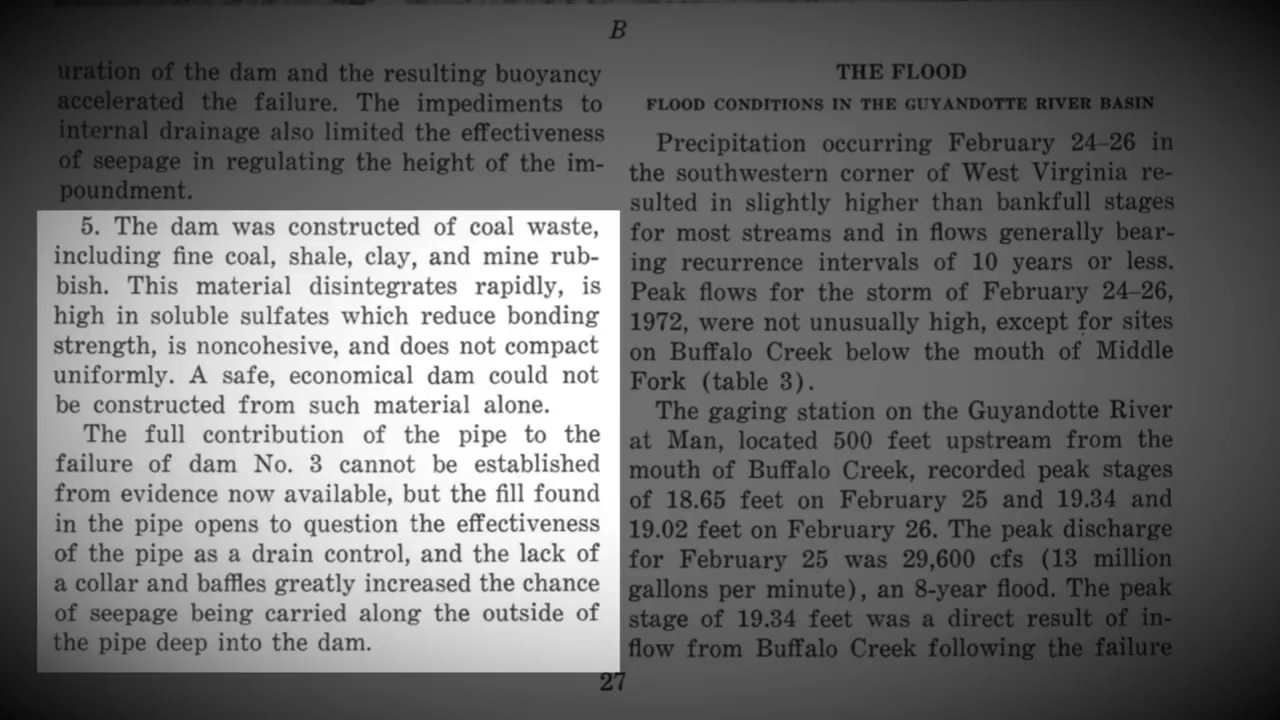 B
uration of the dam and the resulting buoyancy
accelerated the failure. The impediments to
internal drainage also limited the effectiveness
of seepage in regulating the height of the im-
poundment.
5. The dam was constructed of coal waste,
including fine coal, shale, clay, and mine rub-
bish. This material disintegrates rapidly, is
high in soluble sulfates which reduce bonding
strength, is noncohesive, and does not compact
uniformly. A safe, economical dam could not
be constructed from such material alone.
The full contribution of the pipe to the
failure of dam No. 3 cannot be established
from evidence now available, but the fill found
in the pipe opens to question the effectiveness
of the pipe as a drain control, and the lack of
a collar and baffles greatly increased the chance
of seepage being carried along the outside of
the pipe deep into the dam.
THE FLOOD
FLOOD CONDITIONS IN THE GUYANDOTTE RIVER BASIN
Precipitation occurring February 24–26 in
the southwestern corner of West Virginia re-
sulted in slightly higher than bankfull stages
for most streams and in flows generally bear-
ing recurrence intervals of 10 years or less.
Peak flows for the storm of February 24–26,
1972, were not unusually high, except for sites
on Buffalo Creek below the mouth of Middle
Fork (table 3).
The gaging station on the Guyandotte River
at Man, located 500 feet upstream from the
mouth of Buffalo Creek, recorded peak stages
of 18.65 feet on February 25 and 19.34 and
19.02 feet on February 26. The peak discharge
for February 25 was 29,600 cfs (13 million
gallons per minute), an 8-year flood. The peak
stage of 19.34 feet was a direct result of in-
flow from Buffalo Creek following the failure
27